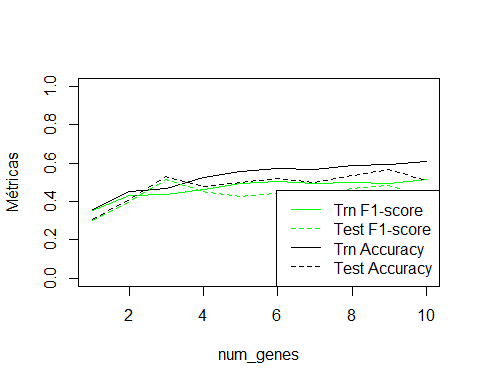 Métricas
1.0
0.8
0.6
0.4
0.2
0.0
Trn F1-score
Test F1-score
Trn Accuracy
Test Accuracy
2 4 6 8 10
num_genes